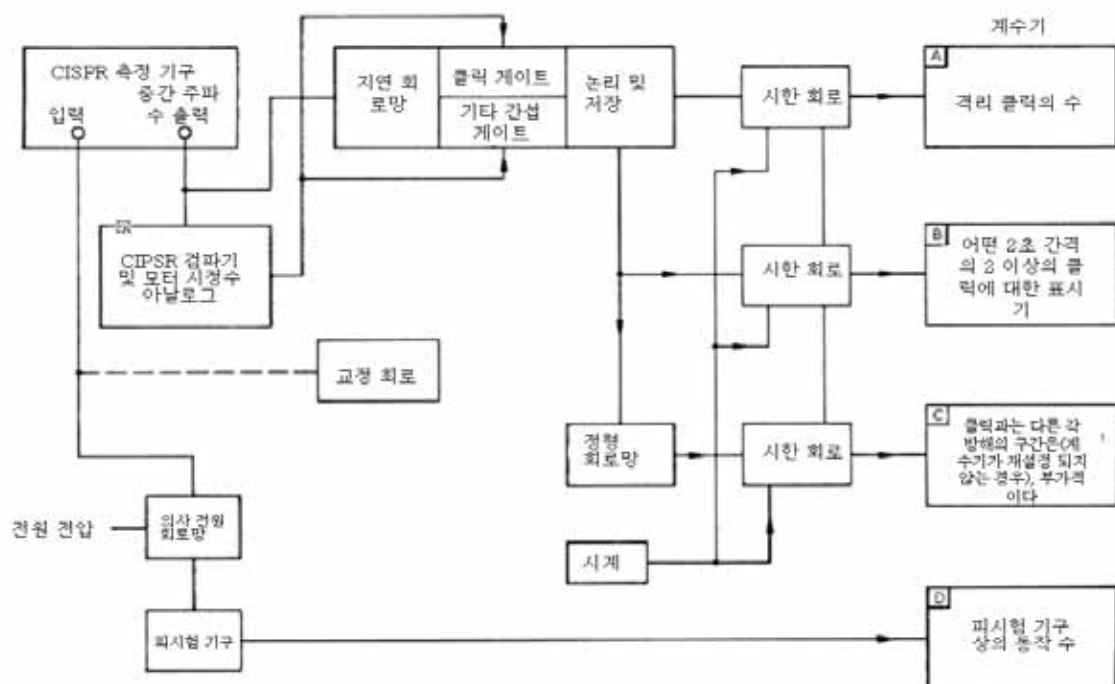 계수기
CISPR 측정 기구
중간 주파
입력
수 출력
지연 회
로망
클릭 게이트
기타 간섭
게이트
논리 및
저장
시한 회로
A
격리 클릭의 수
CIPSR 검파기
및 모터 시정수
아날로그
시한 회로
B
어떤 2초 간격
의 2 이상의 클
릭에 대한 표시
기
교정 회로
정형
회로망
시한 회로
C
클릭과는 다른 각
방해의 구간은(계
수기가 재설정 되지
않는 경우), 부가적
이다
전원 전압
의사 전원
회로망
시계
피시험 기구
D
피시험 기구
상의 동작 수